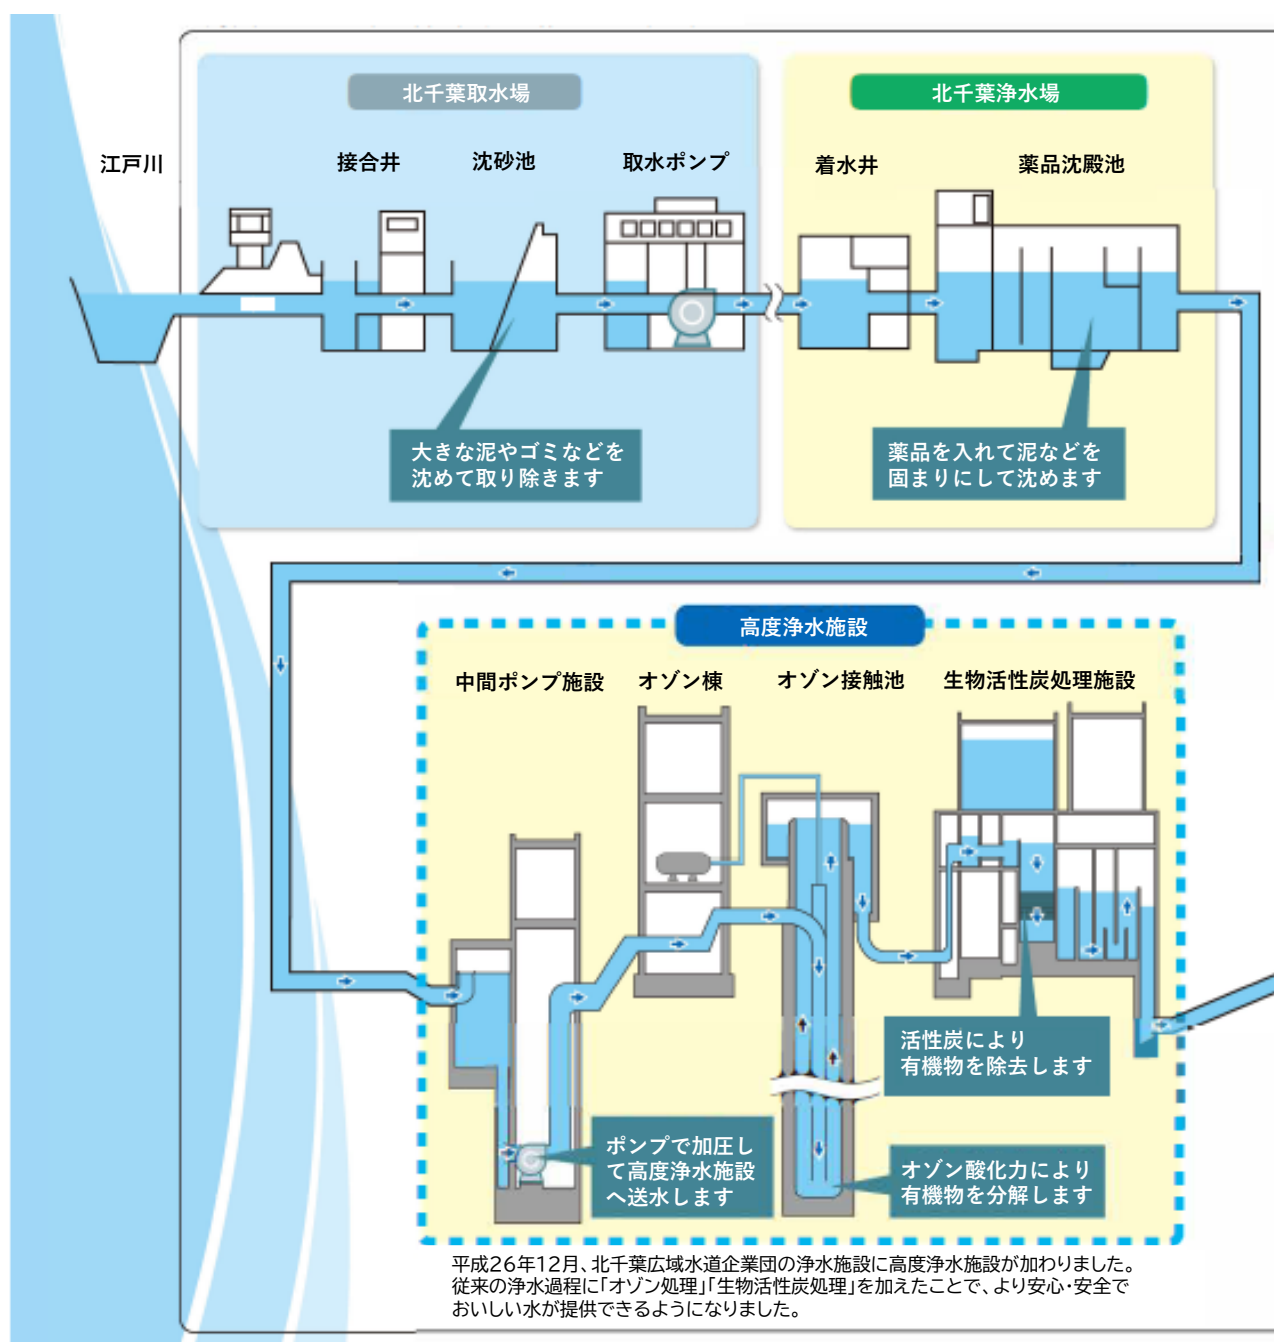 北千葉取水場
北千葉浄水場
江戸川
接合井
沈砂池
取水ポンプ
着水井
薬品沈殿池
大きな泥やゴミなどを
沈めて取り除きます
薬品を入れて泥などを
固まりにして沈めます
高度浄水施設
中間ポンプ施設
オゾン棟
オゾン接触池
生物活性炭処理施設
活性炭により
有機物を除去します
ポンプで加圧し
て高度浄水施設
へ送水します
オゾン酸化力により
有機物を分解します
平成26年12月、北千葉広域水道企業団の浄水施設に高度浄水施設が加わりました。
従来の浄水過程に「オゾン処理」「生物活性炭処理」を加えたことで、より安心・安全で
おいしい水が提供できるようになりました。